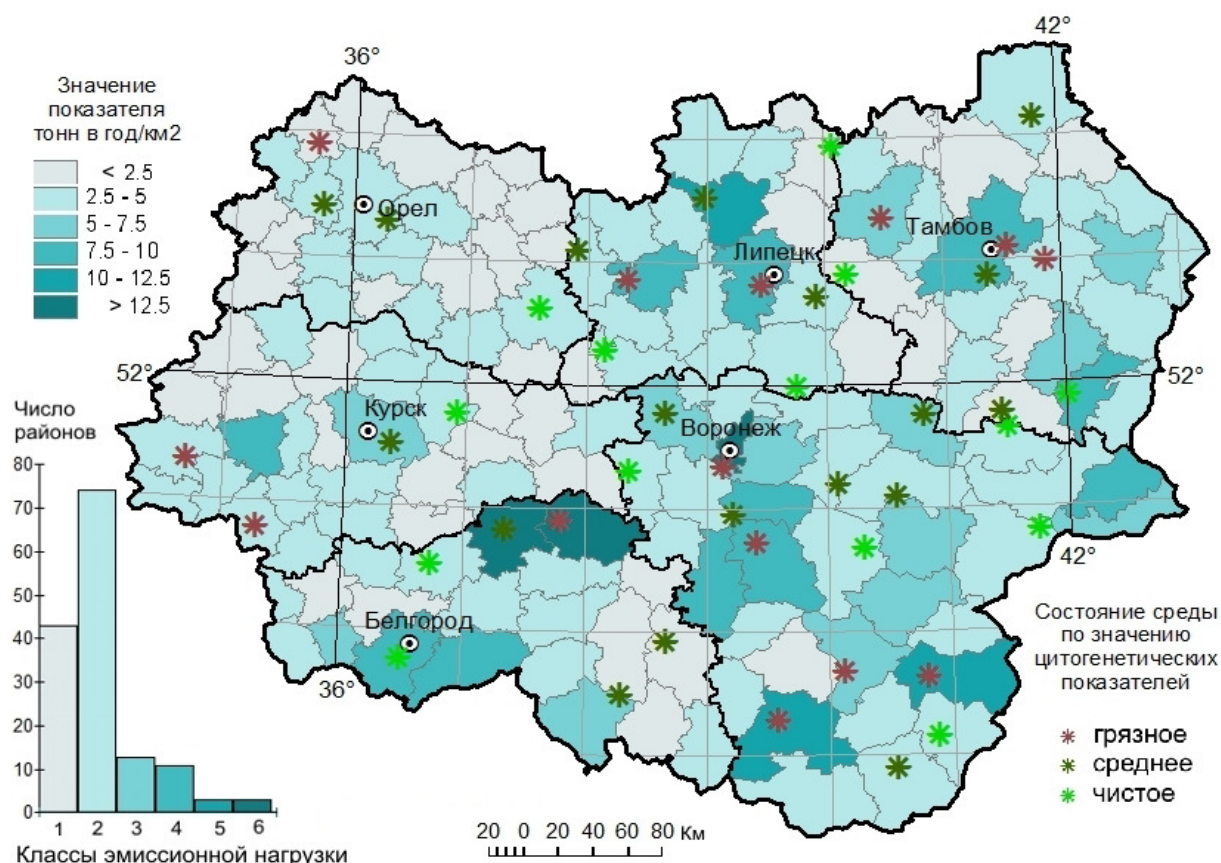 42°
36°
Значение
показателя
тонн в год/км2
< 2.5
2.5 - 5
5 - 7.5
7.5 - 10
10 - 12.5
> 12.5
Орел
Тамбов
Липецк
52°
52°
Курск
Воронеж
Число
районов
80
70
60
50
40
30
20
10
0
1 2 3 4 5 6
Классы эмиссионной нагрузки
42°
Белгород
36°
Состояние среды
по значению
цитогенетических
показателей
грязное
среднее
чистое
20 0 20 40 60 80 Км